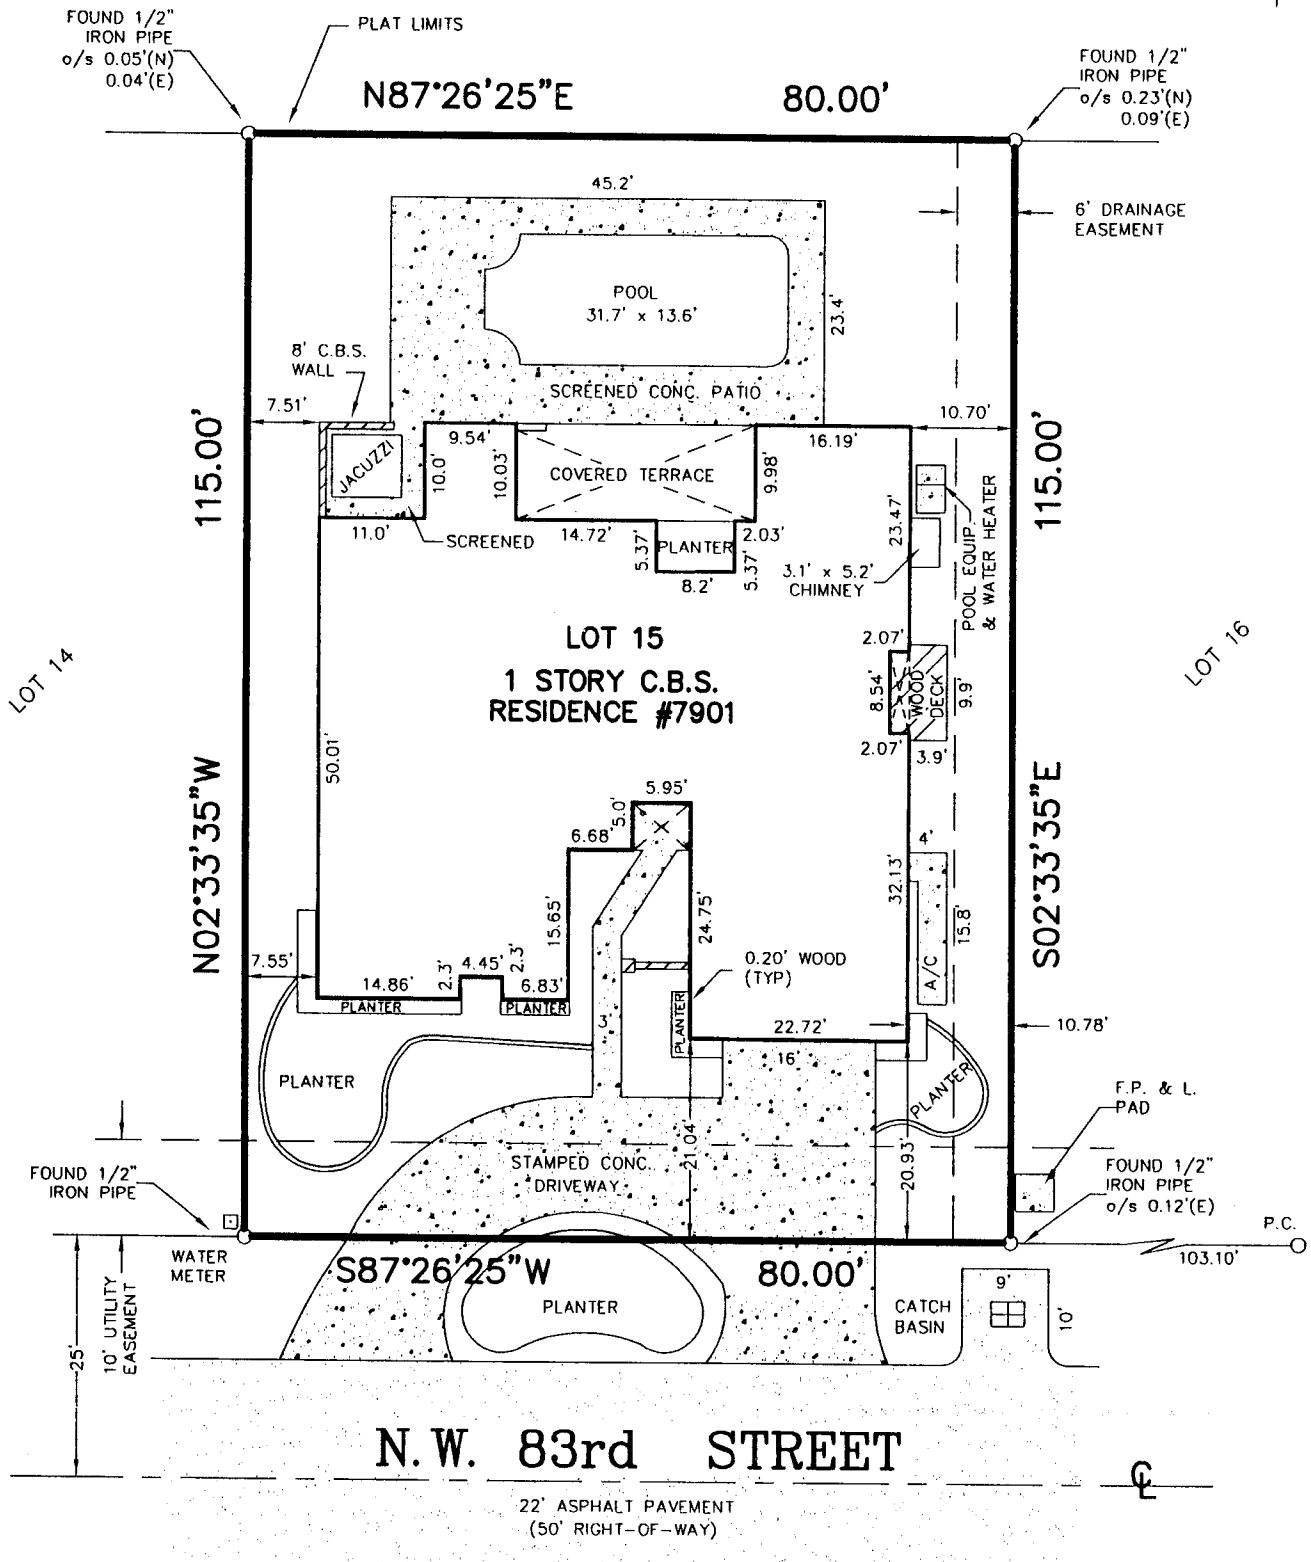 FOUND 1/2"
IRON PIPE
o/s 0.05'(N)
0.04'(E)
PLAT LIMITS
FOUND 1/2"
IRON PIPE
o/s 0.23'(N)
0.09'(E)
N87°26'25"E
80.00'
45.2'
6' DRAINAGE
EASEMENT
POOL
31.7' x 13.6'
23.4'
8' C.B.S.
WALL
SCREENED CONC. PATIO
7.51'
10.70'
115.00'
JACUZZI
9.54'
10.0'
10.03'
COVERED TERRACE
9.98'
16.19'
115.00'
11.0'
SCREENED
14.72'
PLANTER
2.03'
5.37'
8.2'
5.37'
23.47'
3.1' x 5.2'
CHIMNEY
POOL EQUIP.
& WATER HEATER
LOT 15
1 STORY C.B.S.
RESIDENCE #7901
LOT 14
LOT 16
2.07'
8.54'
WOOD
DECK
9.9'
2.07'
3.9'
50.01'
N02°33'35"W
S02°33'35"E
5.95'
5.0'
6.68'
4'
32.13'
15.65'
24.75'
15.8'
A/C
7.55'
14.86'
2.3'
4.45'
2.3'
6.83'
0.20' WOOD
(TYP)
PLANTER
PLANTER
PLANTER
3'
22.72'
16'
10.78'
PLANTER
PLANTER
F.P. & L.
PAD
21.04'
20.93'
STAMPED CONC.
DRIVEWAY
FOUND 1/2"
IRON PIPE
FOUND 1/2"
IRON PIPE
o/s 0.12'(E)
P.C.
103.10'
WATER
METER
S87°26'25"W
80.00'
PLANTER
CATCH
BASIN
9'
10'
25'
10' UTILITY
EASEMENT
N.W. 83rd STREET
CL
22' ASPHALT PAVEMENT
(50' RIGHT-OF-WAY)